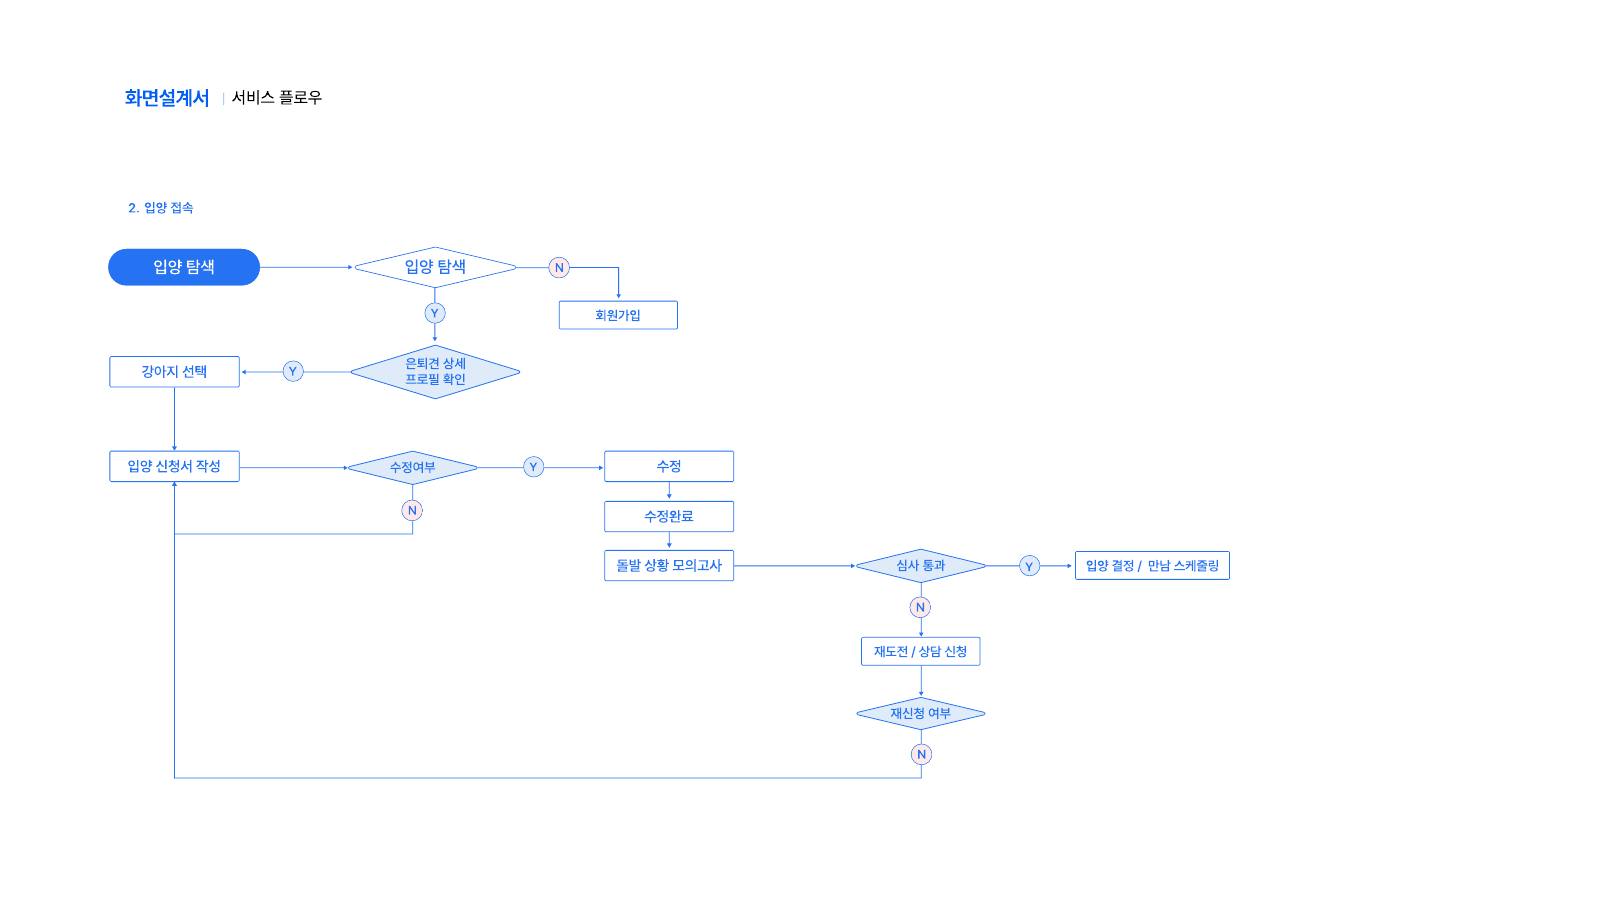 화면설계서 | 서비스 플로우
2. 입양 접속
입양 탐색
입양 탐색
N
회원가입
Y
은퇴견 상세
프로필 확인
Y
강아지 선택
입양 신청서 작성
수정여부
Y
수정
N
수정완료
돌발 상황 모의고사
심사 통과
Y
입양 결정 / 만남 스케줄링
N
재도전 / 상담 신청
재신청 여부
N